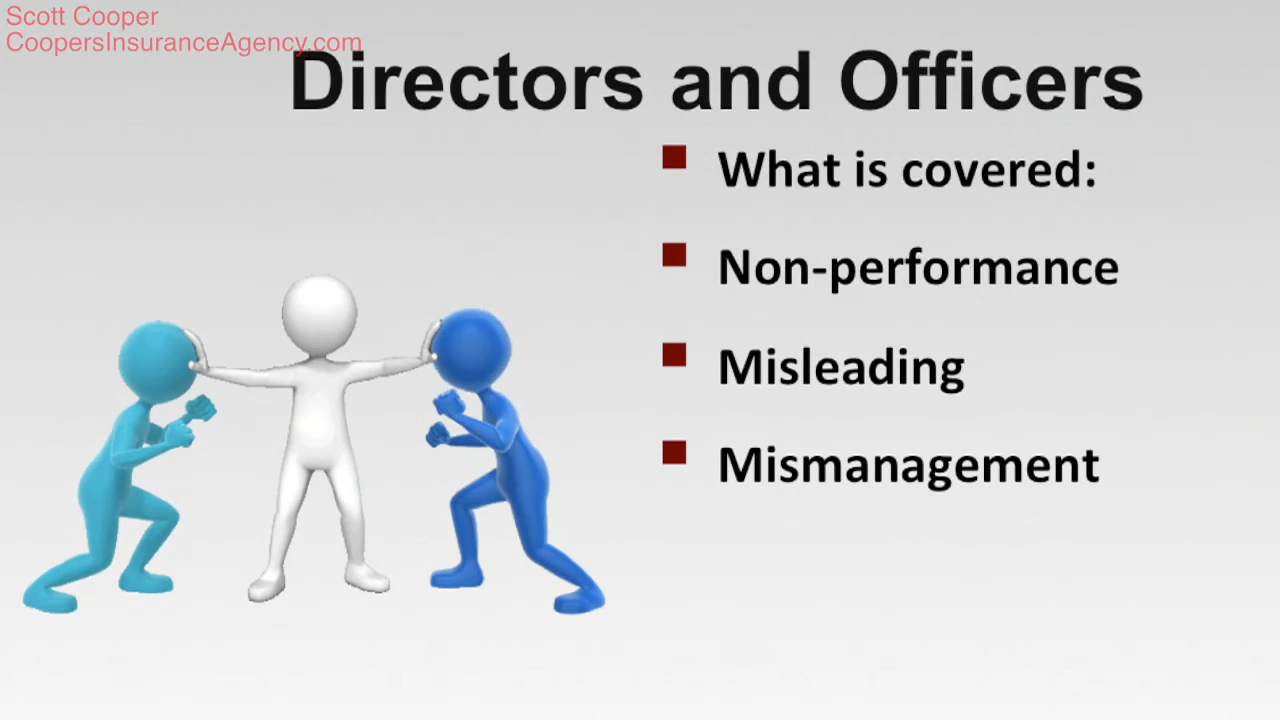 Scott Cooper
CoopersInsuranceAgency.com
Directors and Officers
What is covered:
Non-performance
Misleading
Mismanagement